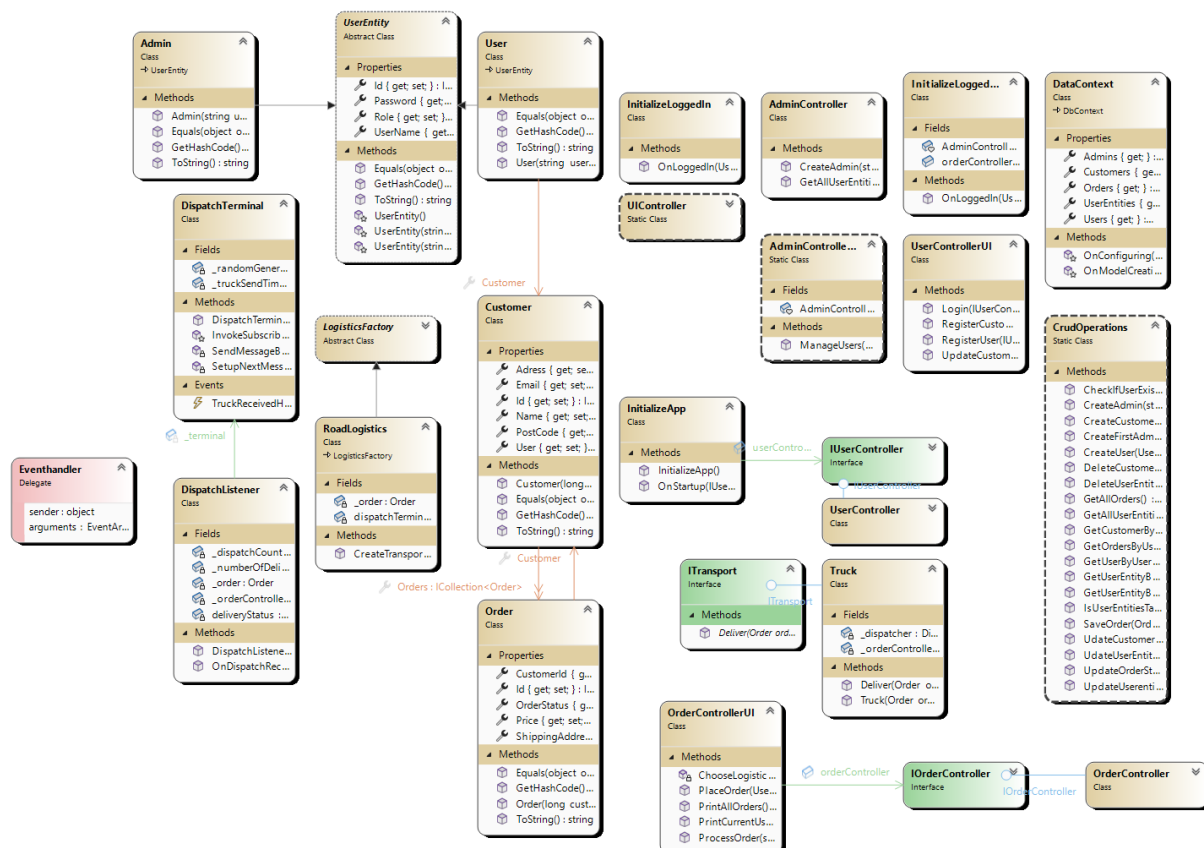 Admin
Class
UserEntity
Methods
Admin(string u...
Equals(object o...
GetHashCode()...
ToString() : string
UserEntity
Abstract Class
Properties
Id { get; set; } : I...
Password { get;...
Role { get; set; }...
UserName { get...
Methods
Equals(object o...
GetHashCode()...
ToString() : string
UserEntity()
UserEntity(strin...
UserEntity(strin...
User
Class
UserEntity
Methods
Equals(object o...
GetHashCode()...
ToString() : string
User(string user...
InitializeLoggedIn
Class
Methods
OnLoggedIn(Us...
AdminController
Class
Methods
CreateAdmin(st...
GetAllUserEntiti...
InitializeLogged...
Class
Fields
AdminControll...
orderController...
Methods
OnLoggedIn(Us...
DataContext
Class
DbContext
Properties
Admins { get; } :...
Customers { ge...
Orders { get; } :...
UserEntities { ge...
Users { get; } :...
Methods
OnConfiguring(...
OnModelCreati...
UIController
Static Class
DispatchTerminal
Class
Fields
_randomGener...
_truckSendTim...
Methods
DispatchTermin...
InvokeSubscrib...
SendMessageB...
SetupNextMess...
Events
TruckReceivedH...
AdminControlle...
Static Class
Fields
AdminControll...
Methods
ManageUsers(...
UserControllerUI
Class
Methods
Login(IUserCon...
RegisterCusto...
RegisterUser(IU...
UpdateCustom...
Customer
Customer
Class
Properties
Adress { get; se...
Email { get; set;...
Id { get; set; } : I...
Name { get; set;...
PostCode { get;...
User { get; set; }...
Methods
Customer(long...
Equals(object o...
GetHashCode()...
ToString() : string
LogisticsFactory
Abstract Class
CrudOperations
Static Class
Methods
CheckIfUserExis...
CreateAdmin(st...
CreateCustome...
CreateFirstAdm...
CreateUser(Use...
DeleteCustome...
DeleteUserEntit...
GetAllOrders() :...
GetAllUserEntiti...
GetCustomerBy...
GetOrdersByUs...
GetUserByUser...
GetUserEntityB...
GetUserEntityB...
IsUserEntitiesTa...
SaveOrder(Ord...
UdateCustomer...
UdateUserEntit...
UpdateOrderSt...
UpdateUserenti...
InitializeApp
Class
Methods
InitializeApp()
OnStartup(IUse...
userContro...
IUserController
Interface
IUserController
UserController
Class
_terminal
RoadLogistics
Class
LogisticsFactory
Fields
_order : Order
dispatchTermin...
Methods
CreateTranspor...
Eventhandler
Delegate
sender : object
arguments : EventAr...
DispatchListener
Class
Fields
_dispatchCount...
_numberOfDeli...
_order : Order
_orderControlle...
deliveryStatus :...
Methods
DispatchListene...
OnDispatchRec...
Customer
Orders : ICollection<Order>
Order
Class
Properties
CustomerId { g...
Id { get; set; } : I...
OrderStatus { g...
Price { get; set;...
ShippingAddre...
Methods
Equals(object o...
GetHashCode()...
Order(long cust...
ToString() : string
ITransport
Interface
Methods
Deliver(Order ord...
ITransport
Truck
Class
Fields
_dispatcher : Di...
_orderControlle...
Methods
Deliver(Order o...
Truck(Order or...
OrderControllerUI
Class
Methods
ChooseLogistic...
PlaceOrder(Use...
PrintAllOrders()...
PrintCurrentUs...
ProcessOrder(s...
orderController
IOrderController
Interface
IOrderController
OrderController
Class